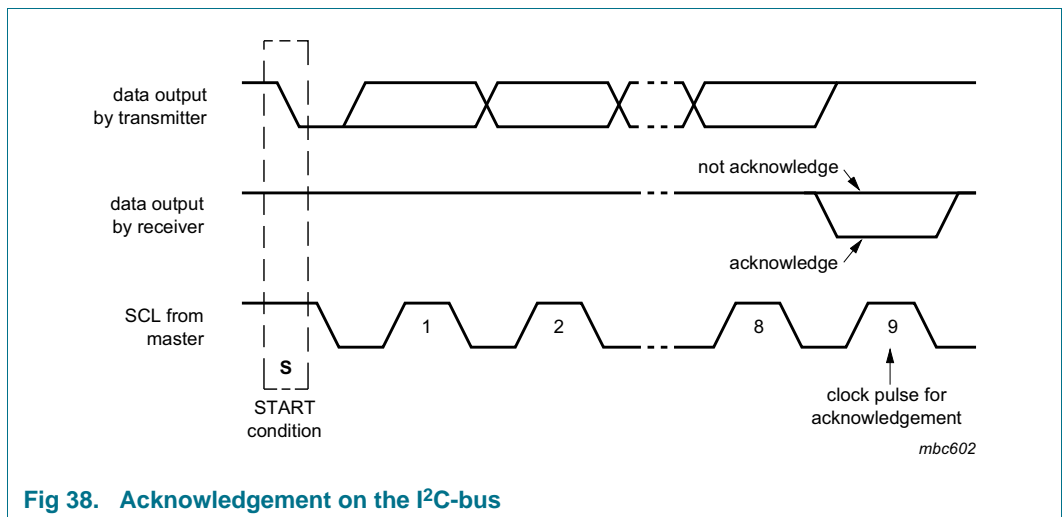 data output
by transmitter
not acknowledge
data output
by receiver
acknowledge
SCL from
master
1
2
8
9
S
START
condition
clock pulse for
acknowledgement
mbc602
Fig 38. Acknowledgement on the I²C-bus